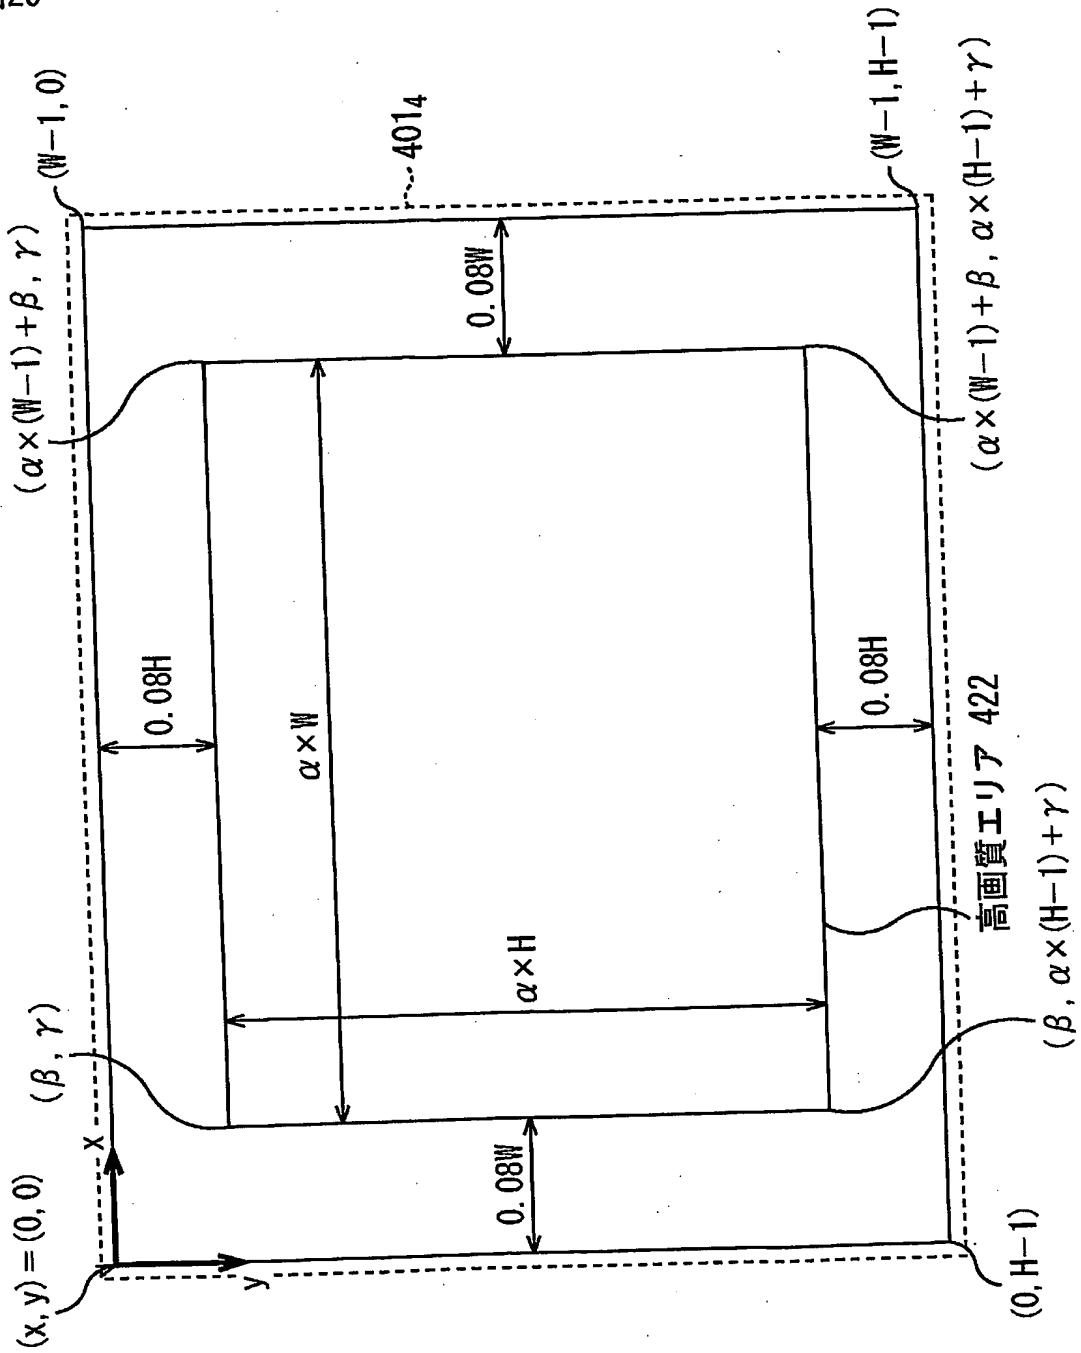 (x, y)=(0,0)
(β, γ)
(α×(W−1)+β, γ)
(W−1,0)
x
y
0.08H
401₄
α×W
0.08W
α×H
0.08W
0.08H
高画質エリア 422
(0,H−1)
(β, α×(H−1)+γ)
(α×(W−1)+β, α×(H−1)+γ)
(W−1,H−1)